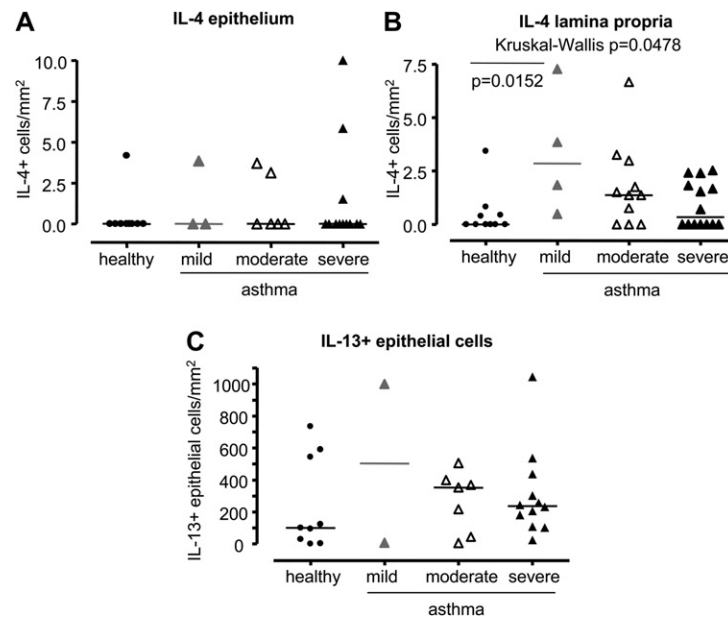 A
IL-4 epithelium
IL-4+ cells/mm²
10.0
7.5
5.0
2.5
0.0
healthy mild moderate severe
asthma
B
IL-4 lamina propria
Kruskal-Wallis p=0.0478
p=0.0152
IL-4+ cells/mm²
7.5
5.0
2.5
0.0
healthy mild moderate severe
asthma
C
IL-13+ epithelial cells
IL-13+ epithelial cells/mm²
1000
800
600
400
200
0
healthy mild moderate severe
asthma